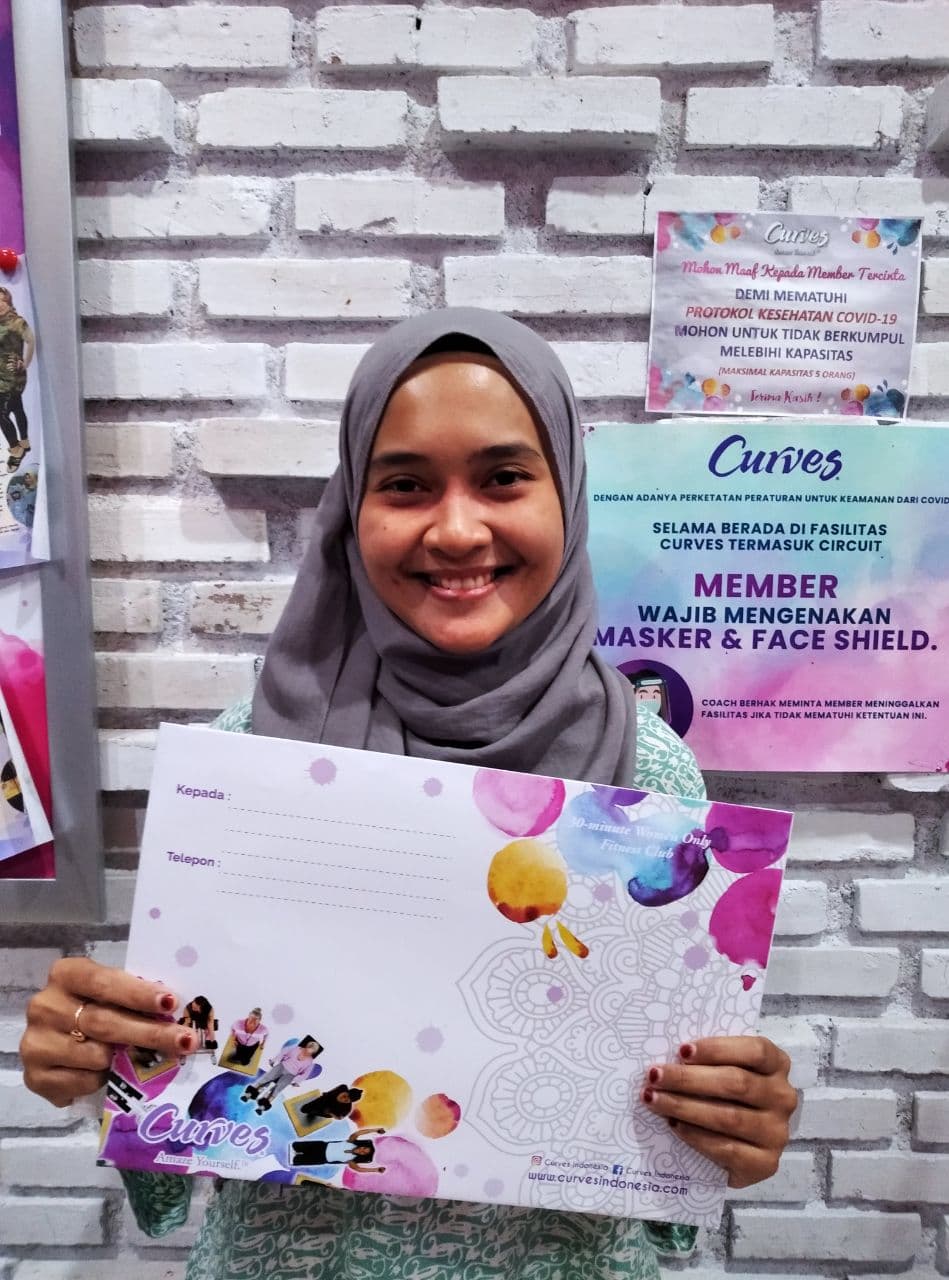 Curves
Mohon Maaf Kepada Member Tercinta
DEMI MEMATUHI
PROTOKOL KESEHATAN COVID-19
MOHON UNTUK TIDAK BERKUMPUL
MELEBIHI KAPASITAS
(MAKSIMAL KAPASITAS 5 ORANG)
Terima Kasih !
Curves
DENGAN ADANYA PERKETATAN PERATURAN UNTUK KEAMANAN DARI COVID
SELAMA BERADA DI FASILITAS
CURVES TERMASUK CIRCUIT
MEMBER
WAJIB MENGENAKAN
MASKER & FACE SHIELD.
COACH BERHAK MEMINTA MEMBER MENINGGALKAN
FASILITAS JIKA TIDAK MEMATUHI KETENTUAN INI.
Kepada :
Telepon :
30-minute Women Only
Fitness Club
Curves
Amaze Yourself.™
Curves Indonesia Curves Indonesia
www.curvesindonesia.com